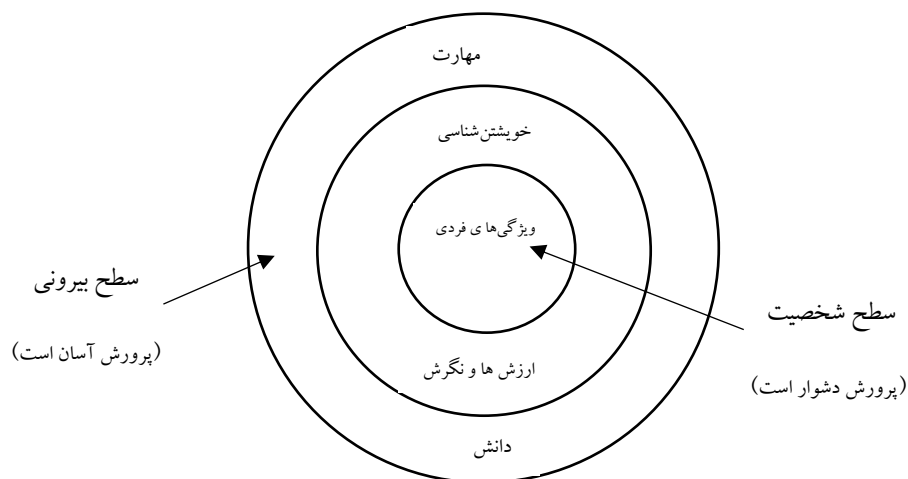 مهارت
خویشتن‌شناسی
ویژگی‌ها ی فردی
سطح بیرونی
(پرورش آسان است)
سطح شخصیت
(پرورش دشوار است)
ارزش ها و نگرش
دانش